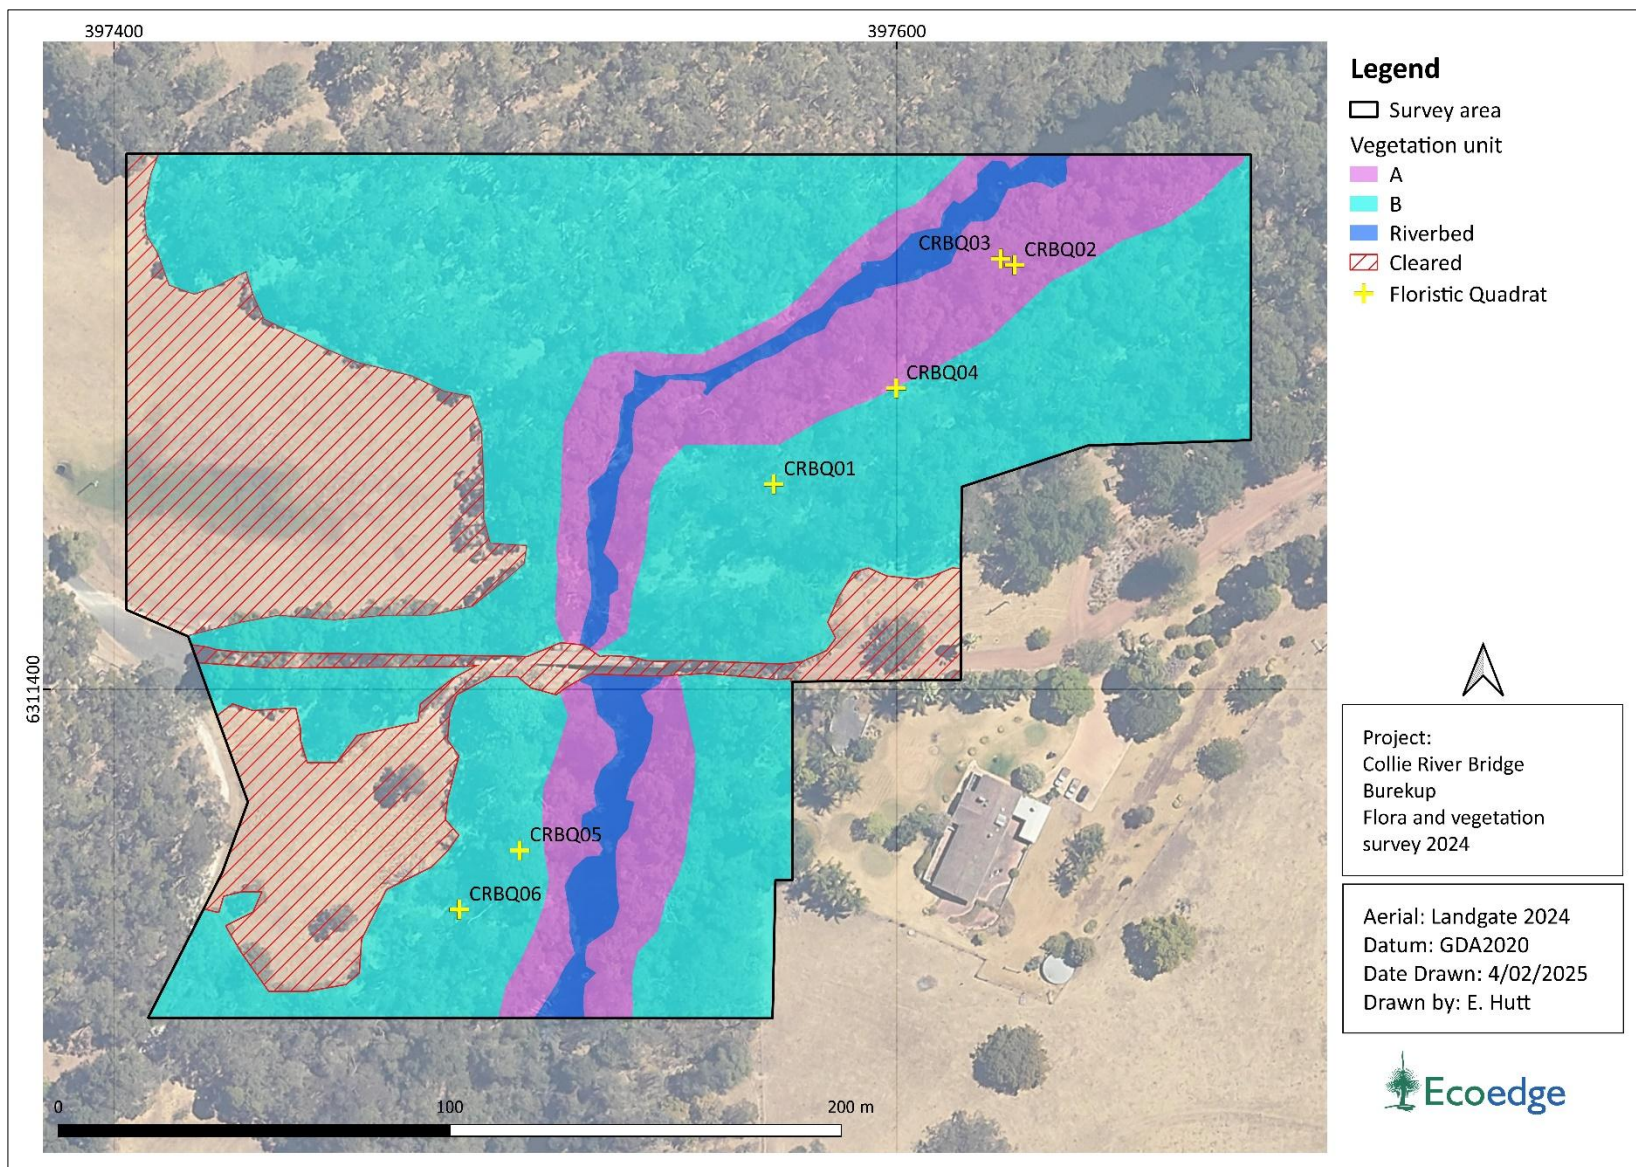 397400
397600
6311400
CRBQ03
CRBQ02
CRBQ04
CRBQ01
CRBQ05
CRBQ06
0
100
200 m
Legend
Survey area
Vegetation unit
A
B
Riverbed
Cleared
Floristic Quadrat
Project:
Collie River Bridge
Burekup
Flora and vegetation
survey 2024
Aerial: Landgate 2024
Datum: GDA2020
Date Drawn: 4/02/2025
Drawn by: E. Hutt
Ecoedge